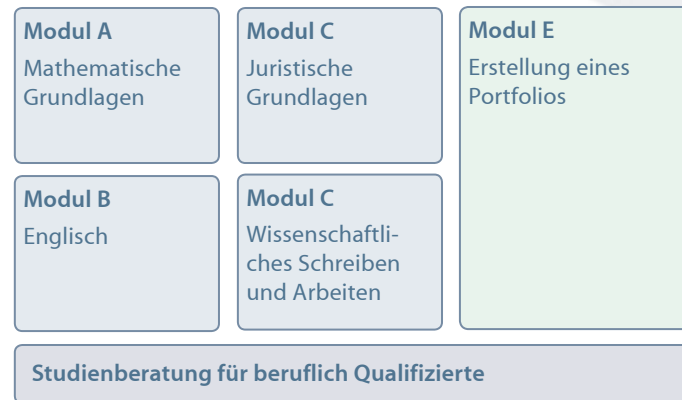 Modul A
Mathematische
Grundlagen
Modul B
Englisch
Modul C
Juristische
Grundlagen
Modul C
Wissenschaftli-
ches Schreiben
und Arbeiten
Modul E
Erstellung eines
Portfolios
Studienberatung für beruflich Qualifizierte